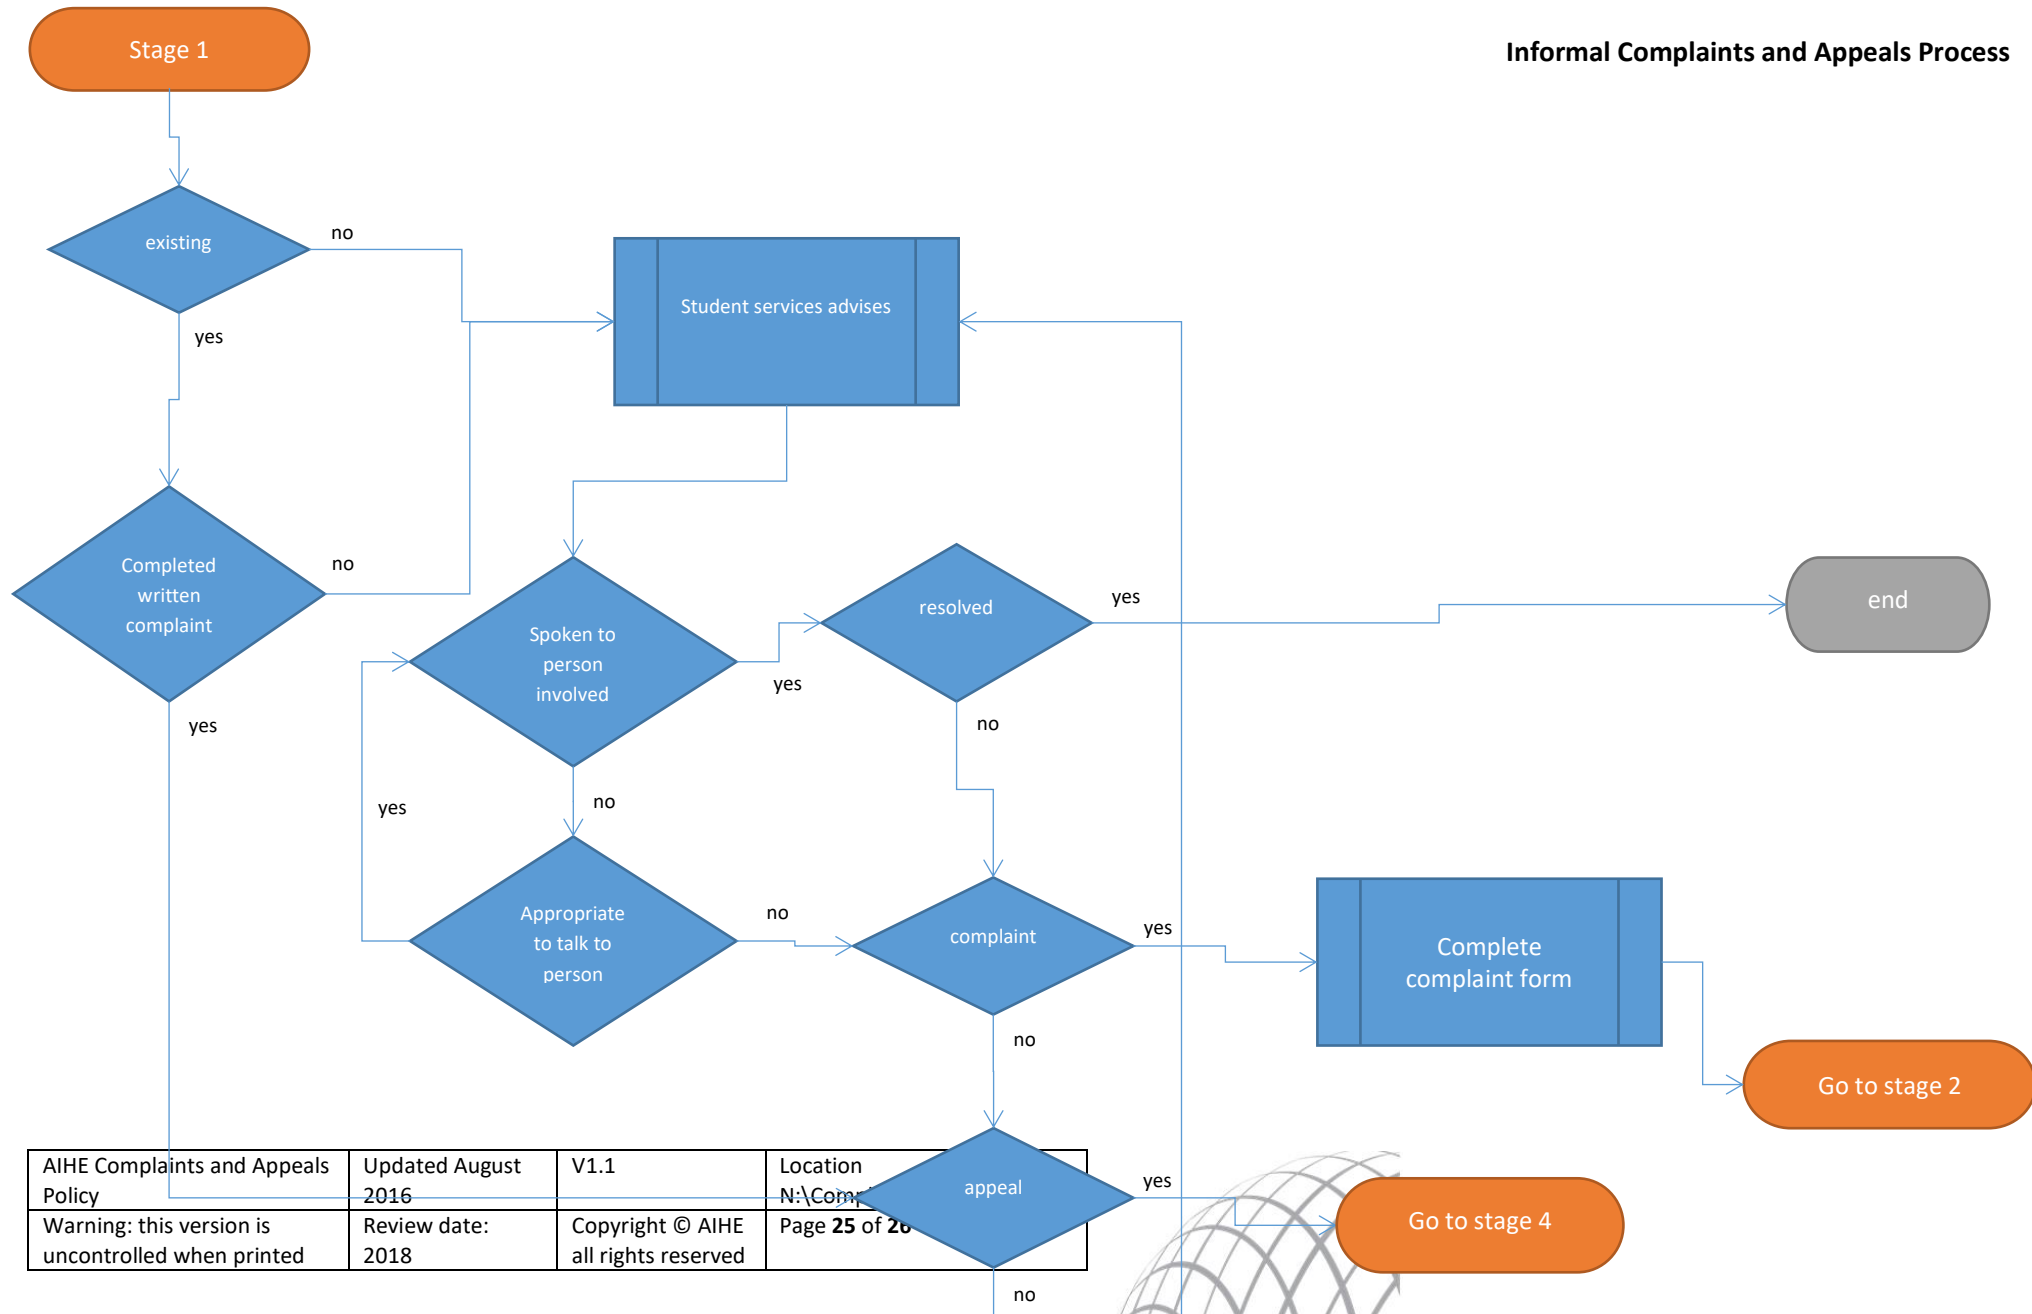 Stage 1
Informal Complaints and Appeals Process
existing
no
yes
Student services advises
Completed
written
complaint
no
yes
Spoken to
person
involved
yes
no
resolved
yes
no
end
yes
Appropriate
to talk to
person
no
complaint
yes
no
Complete
complaint form
Go to stage 2
appeal
yes
no
Go to stage 4
AIHE Complaints and Appeals
Policy
Updated August
2016
V1.1
Location
Warning: this version is
uncontrolled when printed
Review date:
2018
Copyright © AIHE
all rights reserved
Page 25 of 26